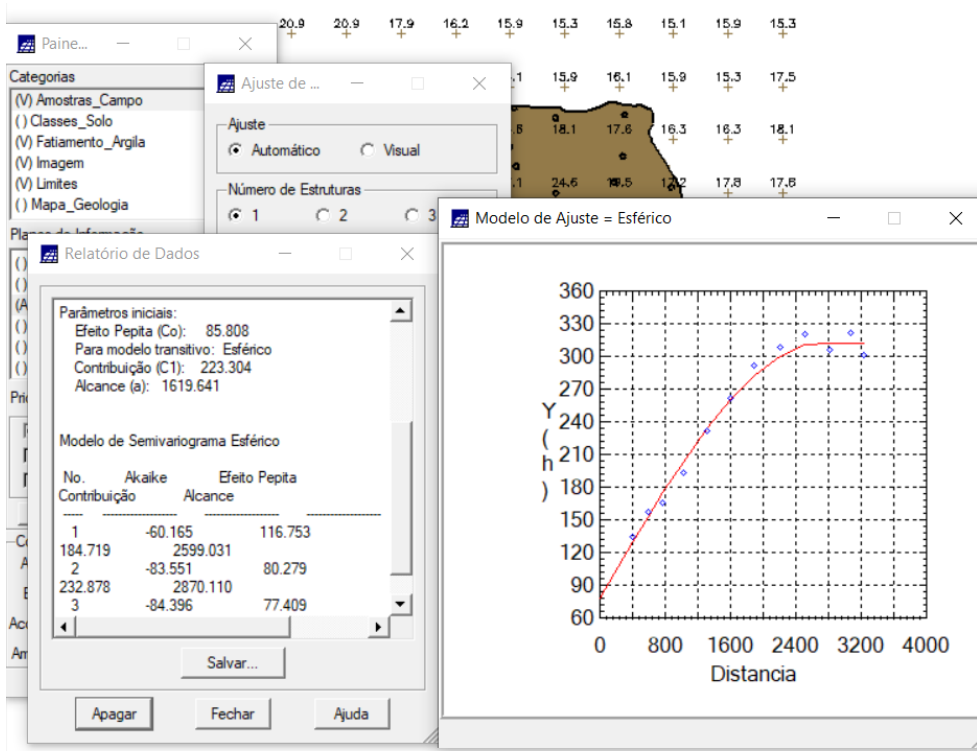 20.9 20.9 17.9 16.2 15.9 15.3 15.8 15.1 15.9 15.3
.1 15.9 16.1 15.9 15.3 17.5
18.1 17.6 16.3 16.3 18.1
.1 24.6 17.2 17.8 17.8
Paine...
Categorias
(V) Amostras_Campo
( ) Classes_Solo
(V) Fatiamento_Argila
(V) Imagem
(V) Limites
( ) Mapa_Geologia
Ajuste de ...
Ajuste
Automático Visual
Número de Estruturas
1 2 3
Relatório de Dados
Parâmetros iniciais:
Efeito Pepita (Co): 85.808
Para modelo transitivo: Esférico
Contribuição (C1): 223.304
Alcance (a): 1619.641
Modelo de Semivariograma Esférico
No. Akaike Efeito Pepita
Contribuição Alcance
----- ------------------- ------------------- -------------------
1 -60.165 116.753
184.719 2599.031
2 -83.551 80.279
232.878 2870.110
3 -84.396 77.409
Salvar...
Apagar Fechar Ajuda
Modelo de Ajuste = Esférico
360
330
300
270
240
210
180
150
120
90
60
Y
(
h
)
0 800 1600 2400 3200 4000
Distancia